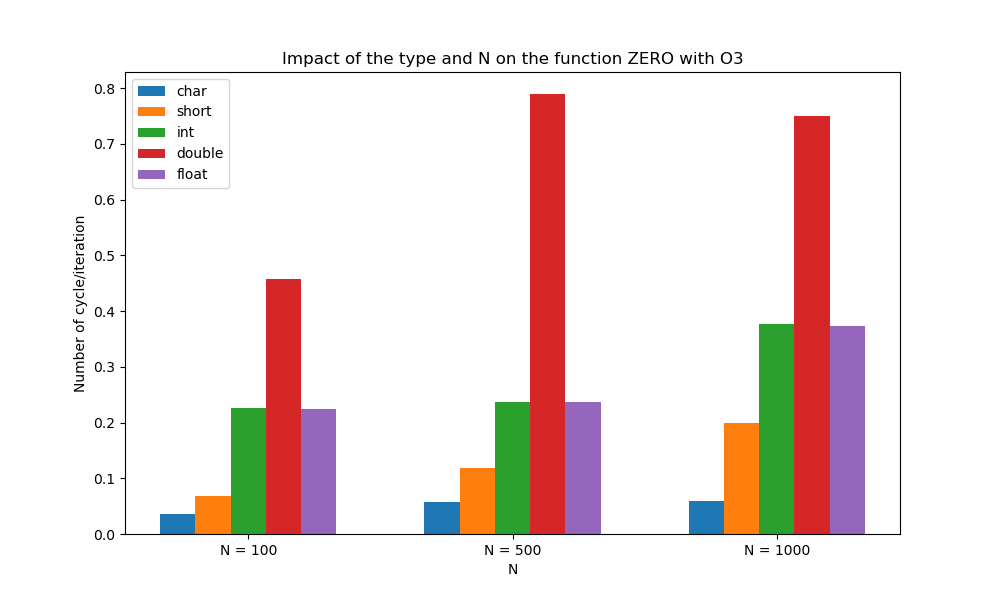 Impact of the type and N on the function ZERO with O3
char
short
int
double
float
Number of cycle/iteration
0.8
0.7
0.6
0.5
0.4
0.3
0.2
0.1
0.0
N = 100
N = 500
N = 1000
N